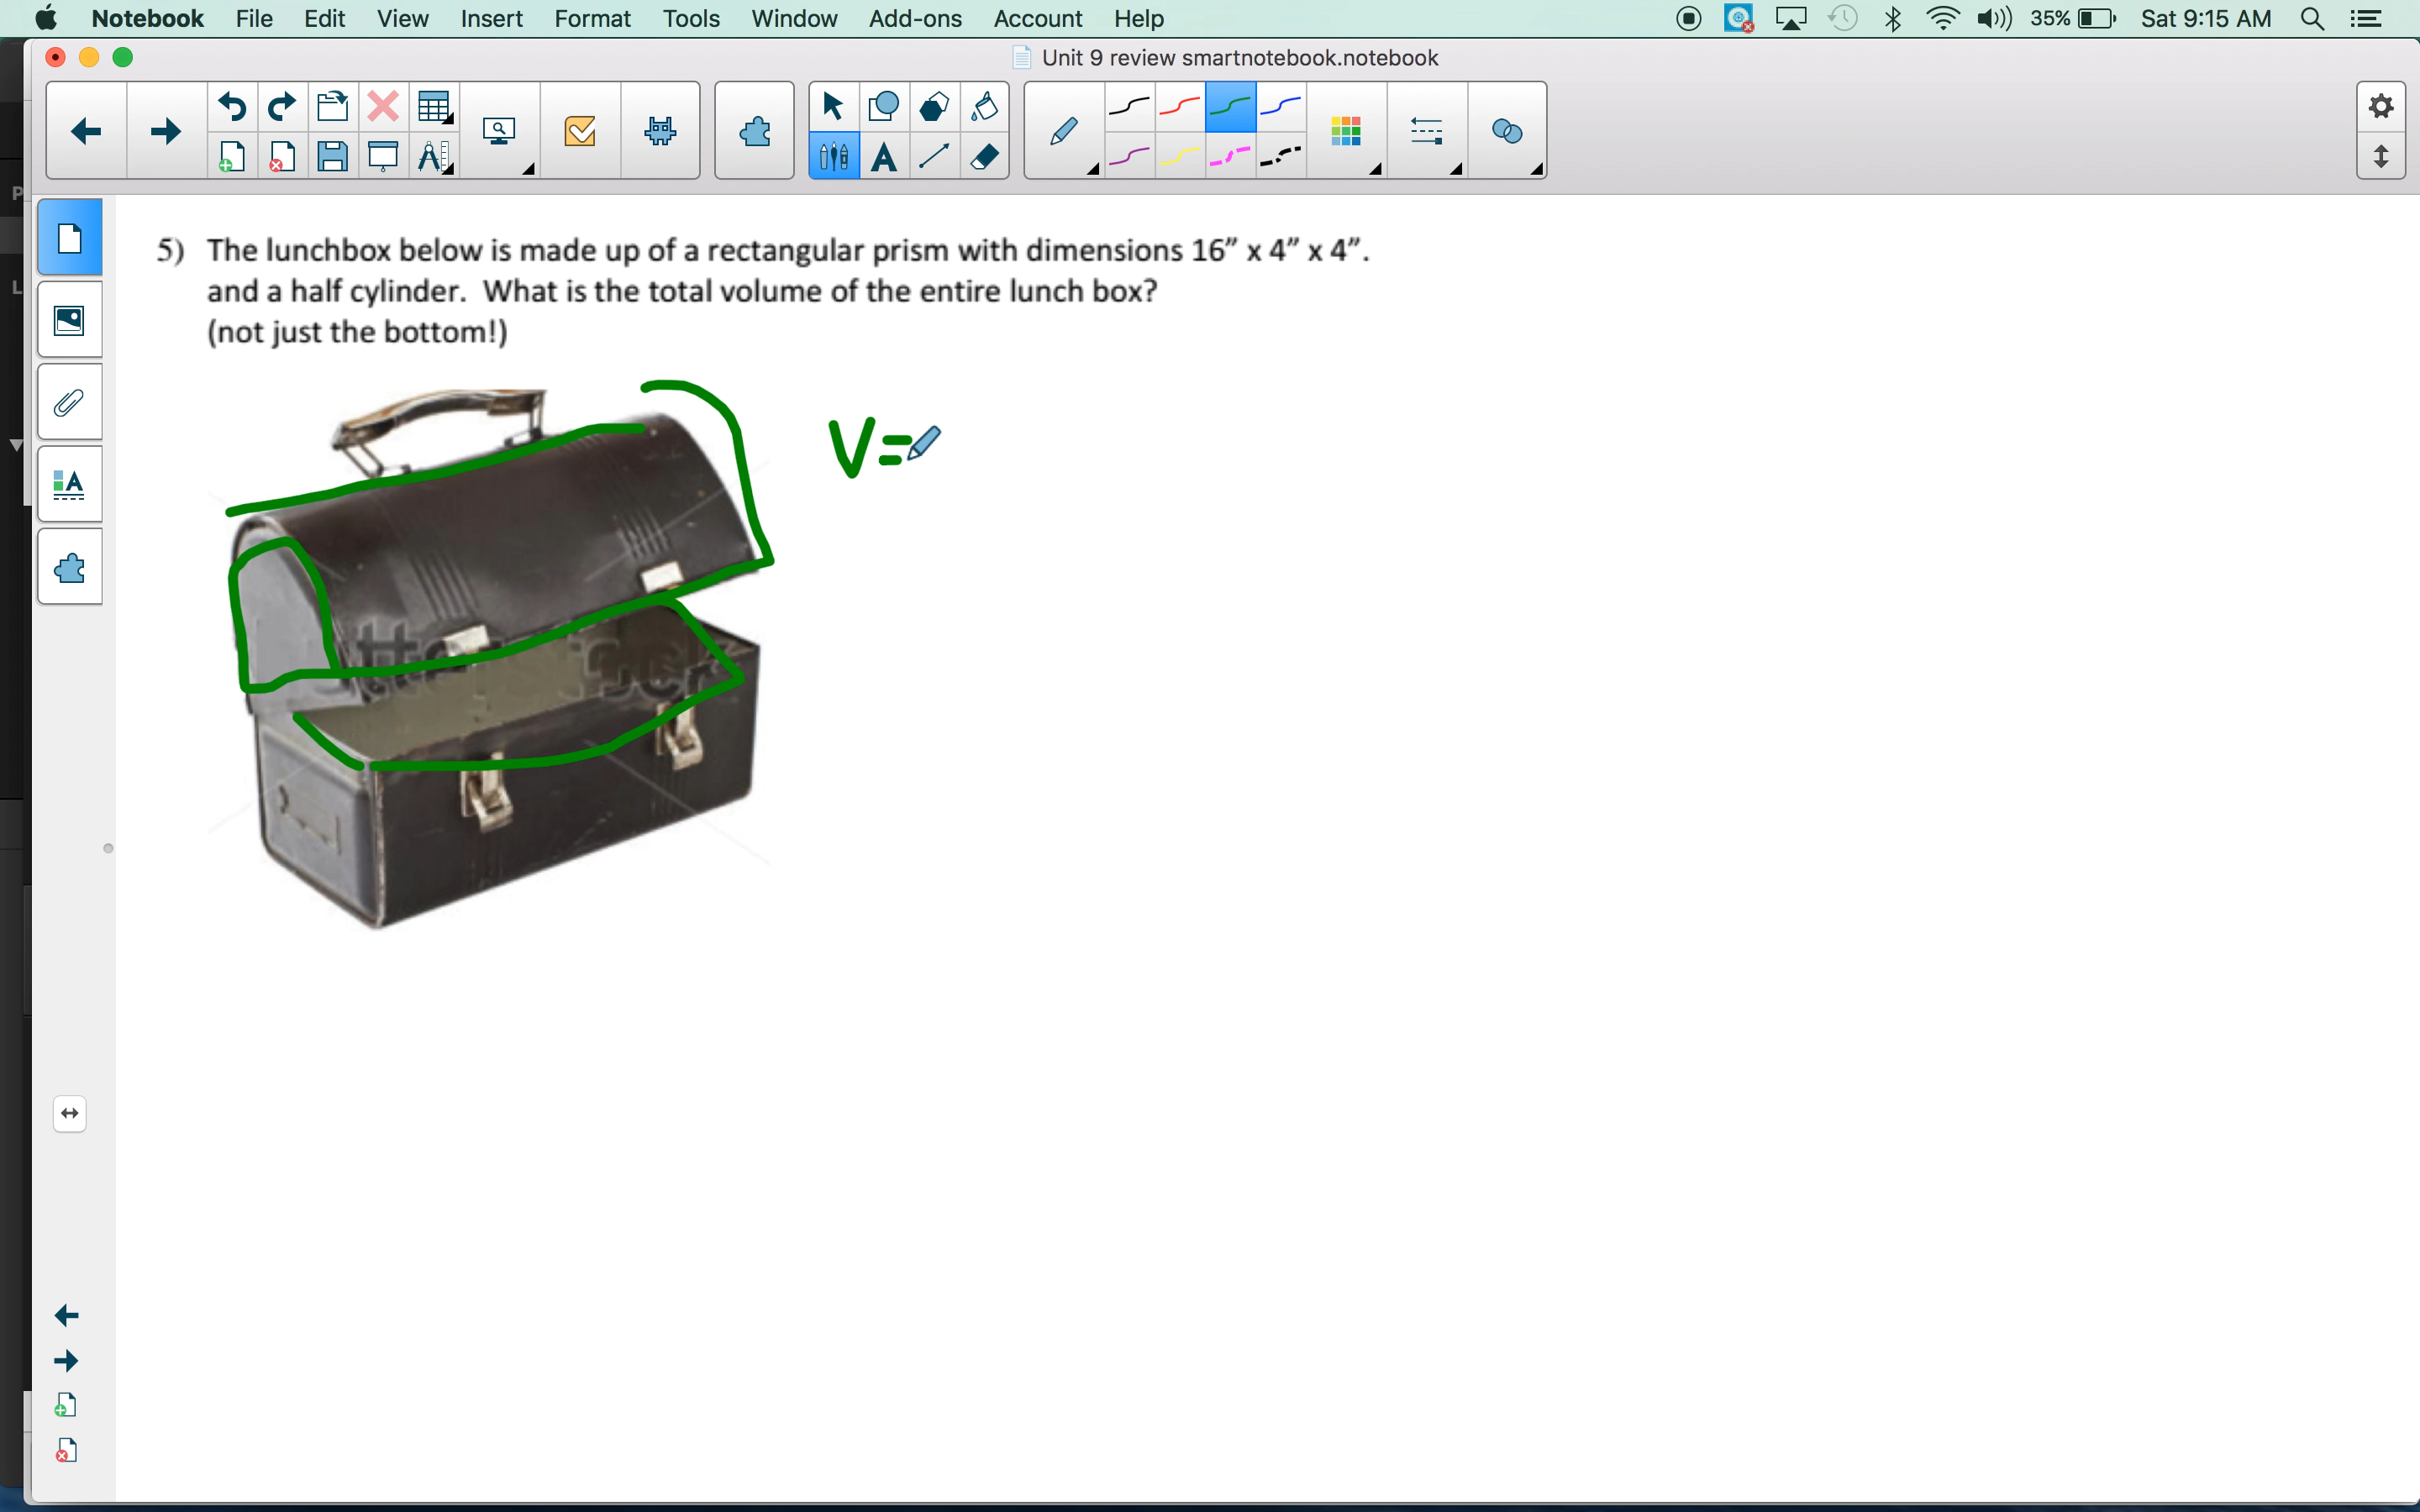 Notebook File Edit View Insert Format Tools Window Add-ons Account Help 35% Sat 9:15 AM
Unit 9 review smartnotebook.notebook
5) The lunchbox below is made up of a rectangular prism with dimensions 16” x 4” x 4”.
and a half cylinder. What is the total volume of the entire lunch box?
(not just the bottom!)
V=